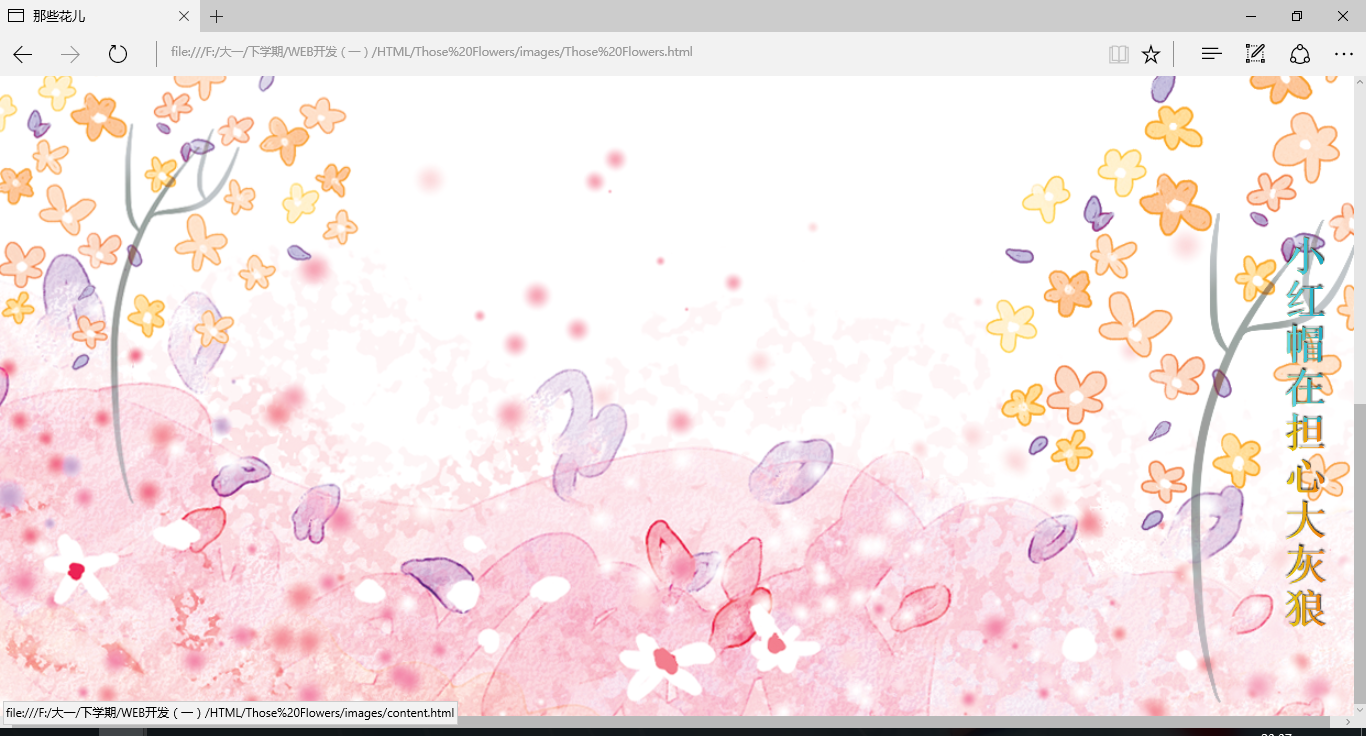 那些花儿
file:///F:/大一/下学期/WEB开发（一）/HTML/Those%20Flowers/images/Those%20Flowers.html
小红帽在担心大灰狼
file:///F:/大一/下学期/WEB开发（一）/HTML/Those%20Flowers/images/content.html